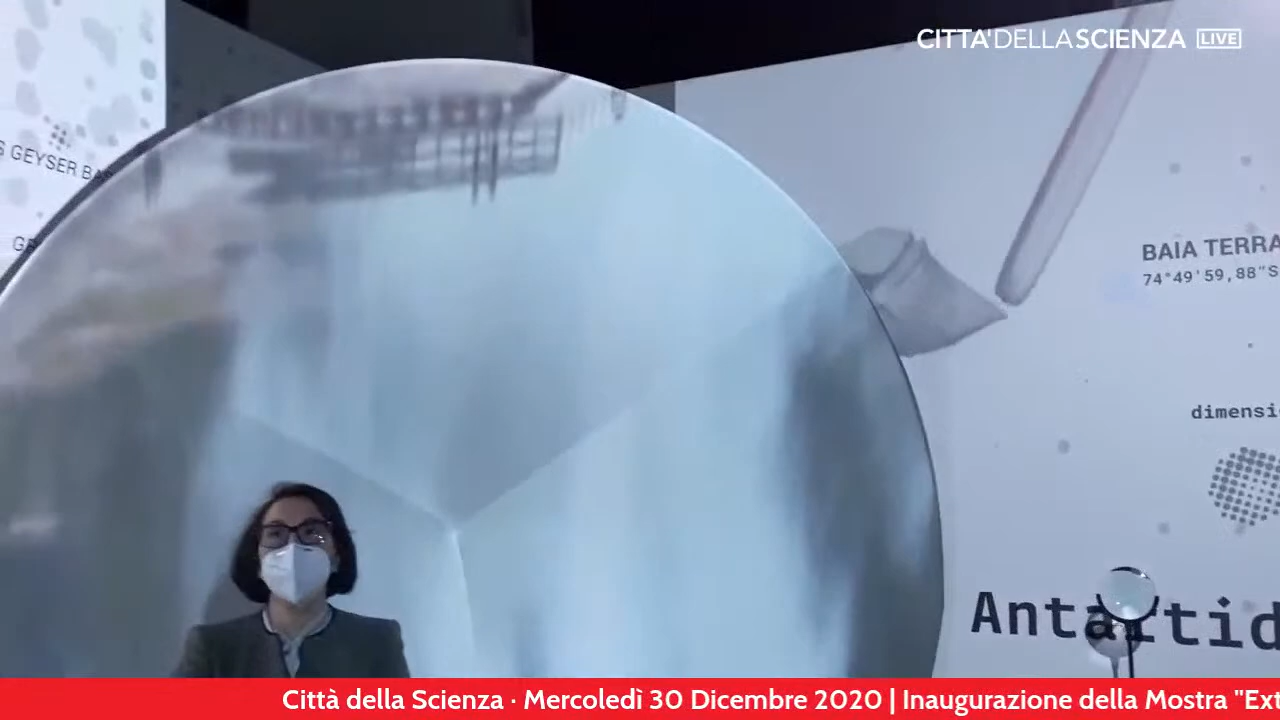 CITTA'DELLASCIENZA LIVE
S GEYSER BAS
BAIA TERRA
74°49'59,88"S
dimensi
Antartid
Città della Scienza · Mercoledì 30 Dicembre 2020 | Inaugurazione della Mostra "Ext